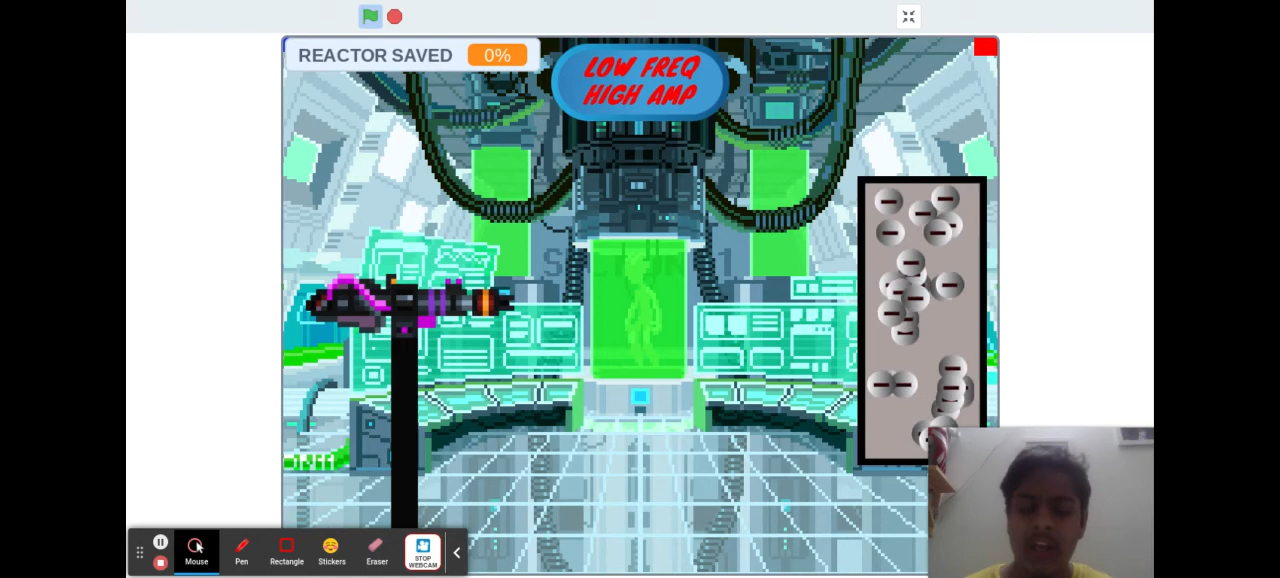 REACTOR SAVED 0%
LOW FREQ
HIGH AMP
Mouse
Pen
Rectangle
Stickers
Eraser
STOP
WEBCAM